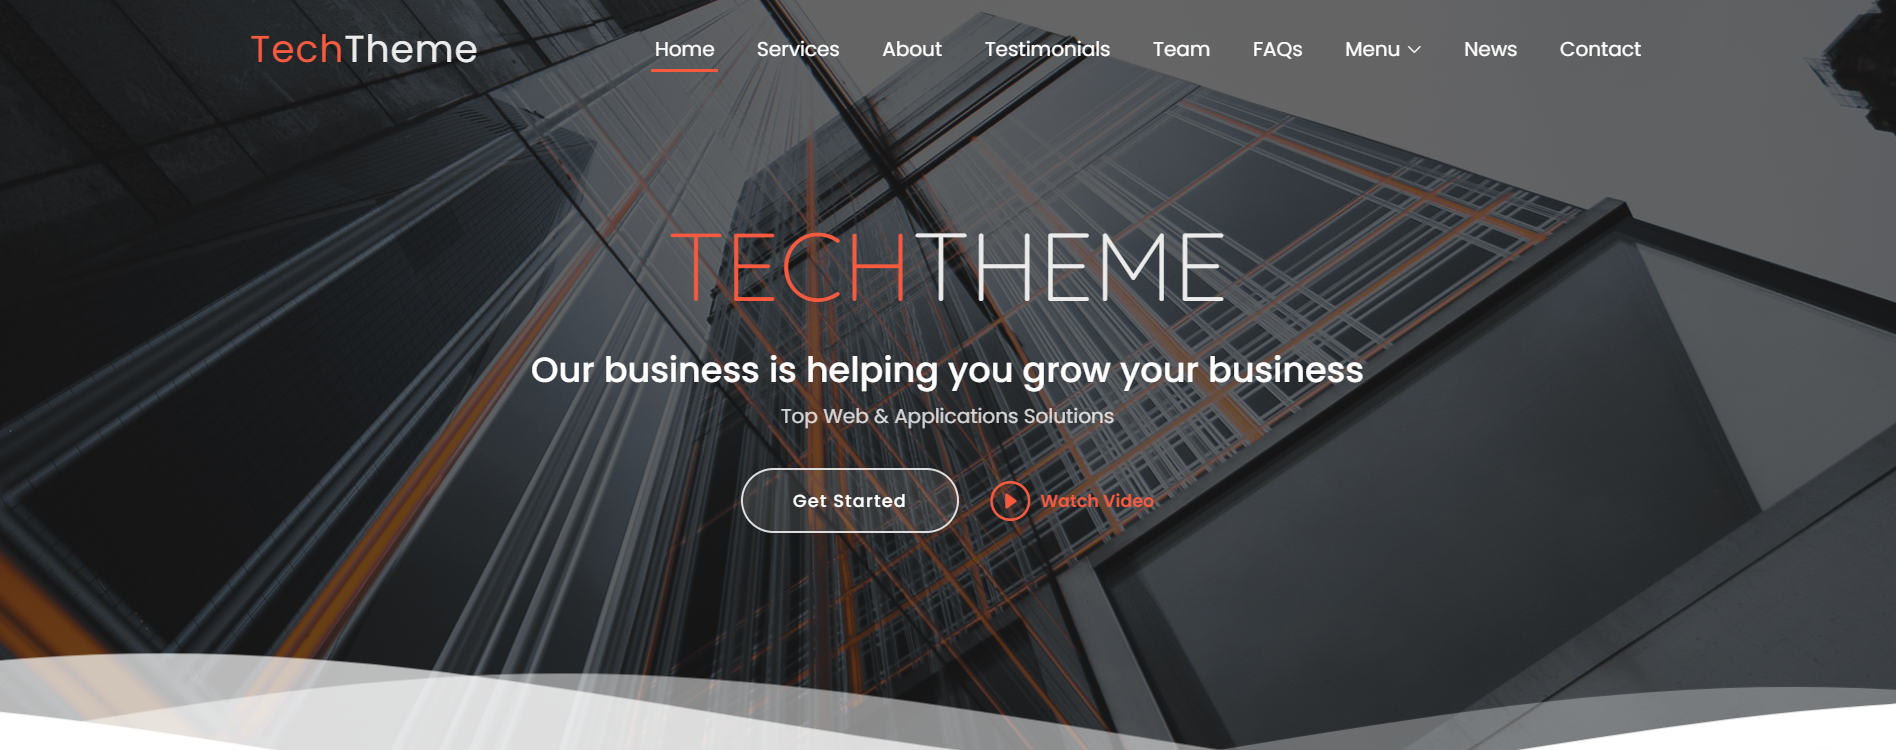 TechTheme Home Services About Testimonials Team FAQs Menu News Contact
TECHTHEME
Our business is helping you grow your business
Top Web & Applications Solutions
Get Started Watch Video